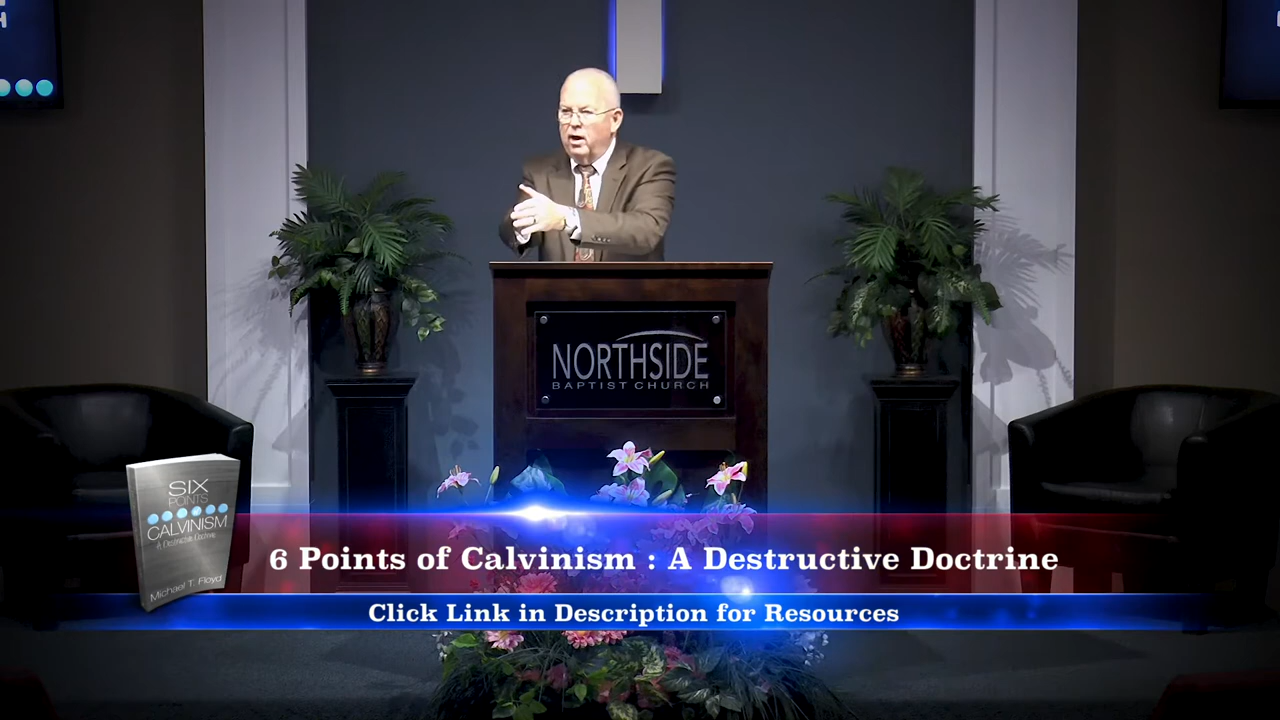 H
NORTHSIDE
BAPTIST CHURCH
SIX
POINTS
CALVINISM
A Destructive Doctrine
Michael T. Floyd
6 Points of Calvinism : A Destructive Doctrine
Click Link in Description for Resources